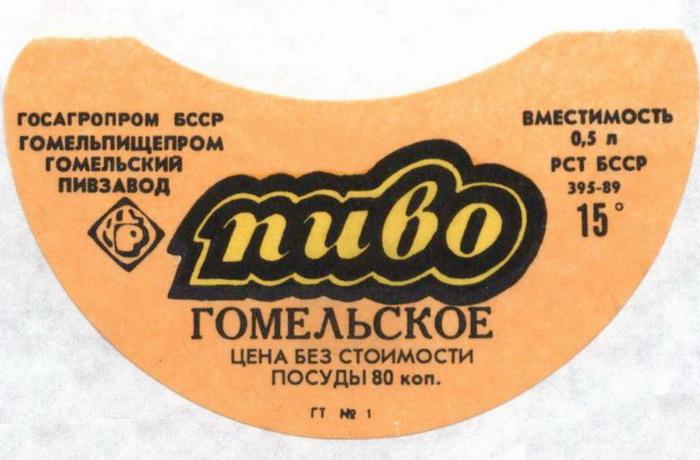 ГОСАГРОПРОМ БССР
ГОМЕЛЬПИЩЕПРОМ
ГОМЕЛЬСКИЙ
ПИВЗАВОД
ВМЕСТИМОСТЬ
0,5 л
РСТ БССР
395-89
15°
пиво
ГОМЕЛЬСКОЕ
ЦЕНА БЕЗ СТОИМОСТИ
ПОСУДЫ 80 коп.
ГТ № 1